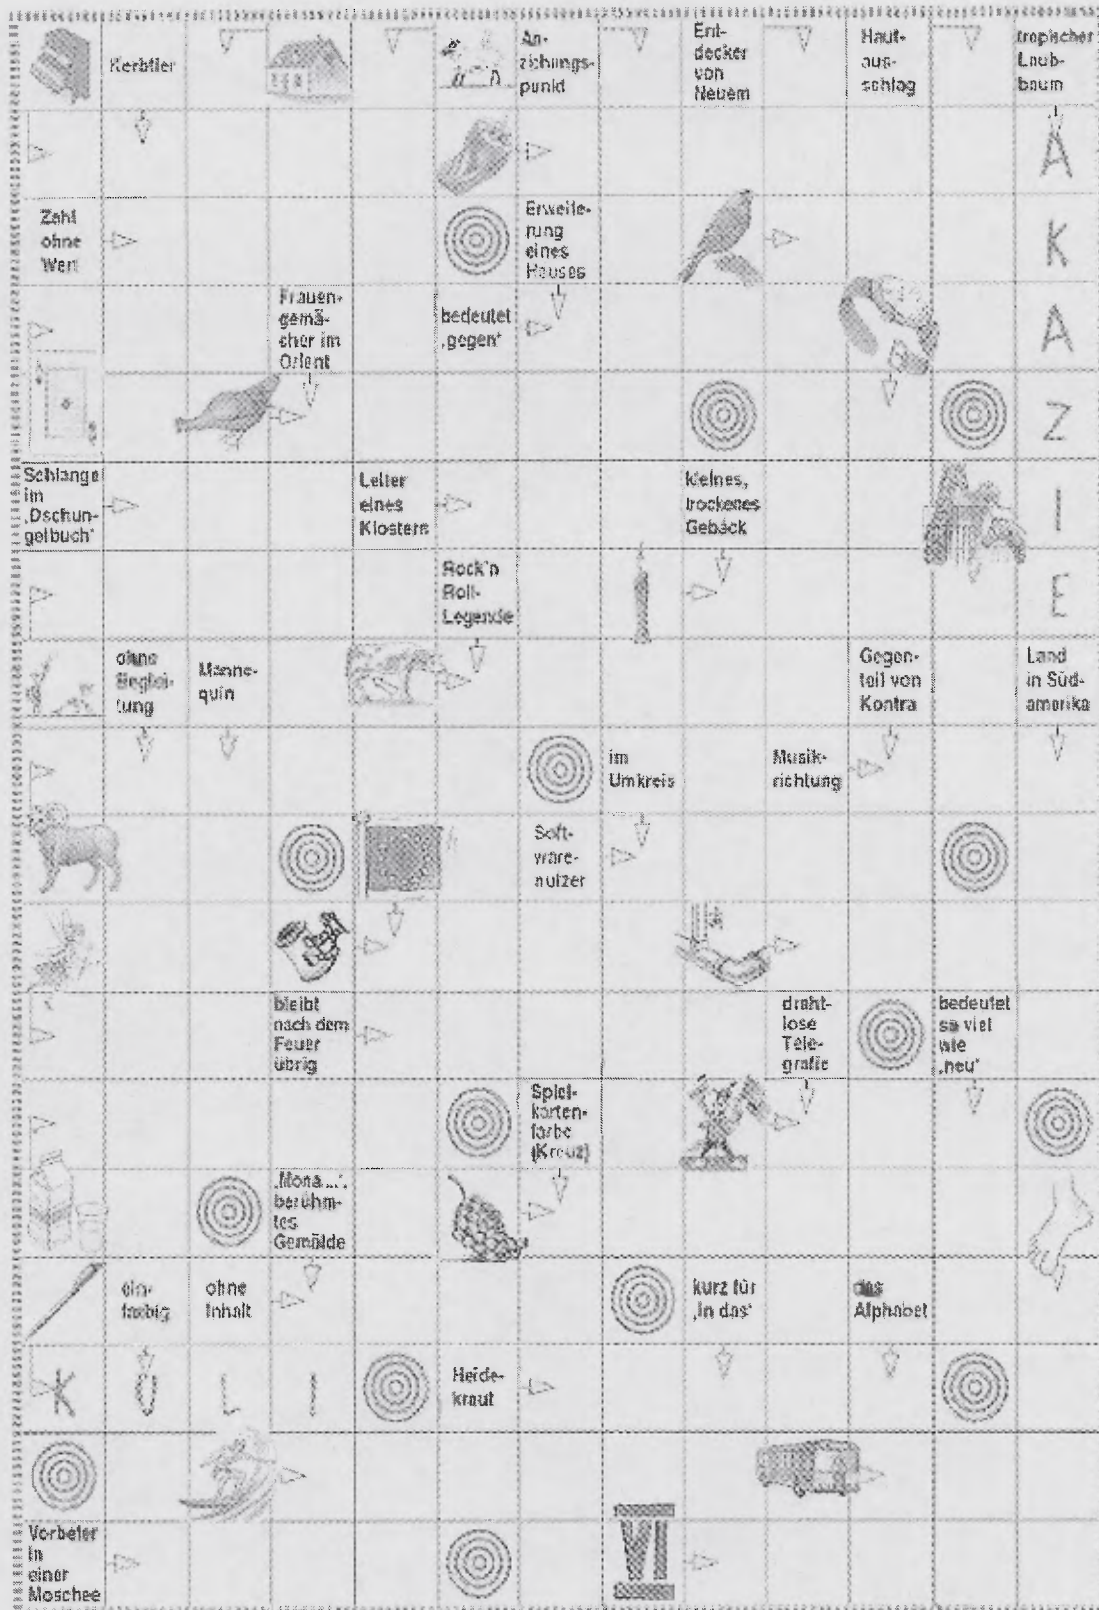 Kerbtier
An-
ziehungs-
punkt
Ent-
decker
von
Neuem
Haut-
aus-
schlag
tropischer
Laub-
baum
A
Zahl
ohne
Wert
Erweite-
rung
eines
Hauses
K
Frauen-
gemä-
cher im
Orient
bedeutet
‚gegen‘
A
Z
Schlange
im
‚Dschun-
gelbuch‘
Leiter
eines
Klosters
kleines,
trockenes
Gebäck
I
Rock'n
Roll-
Legende
E
ohne
Beglei-
tung
Manne-
quin
Gegen-
teil von
Kontra
Land
in Süd-
amerika
im
Umkreis
Musik-
richtung
Soft-
ware-
nutzer
bleibt
nach dem
Feuer
übrig
draht-
lose
Tele-
grafie
bedeutet
so viel
wie
‚neu‘
Spiel-
karten-
farbe
(Kreuz)
‚Mona ...‘,
berühm-
tes
Gemälde
ein-
farbig
ohne
Inhalt
kurz für
‚in das‘
das
Alphabet
K U L I
Heide-
kraut
Vorbeter
in
einer
Moschee
VI